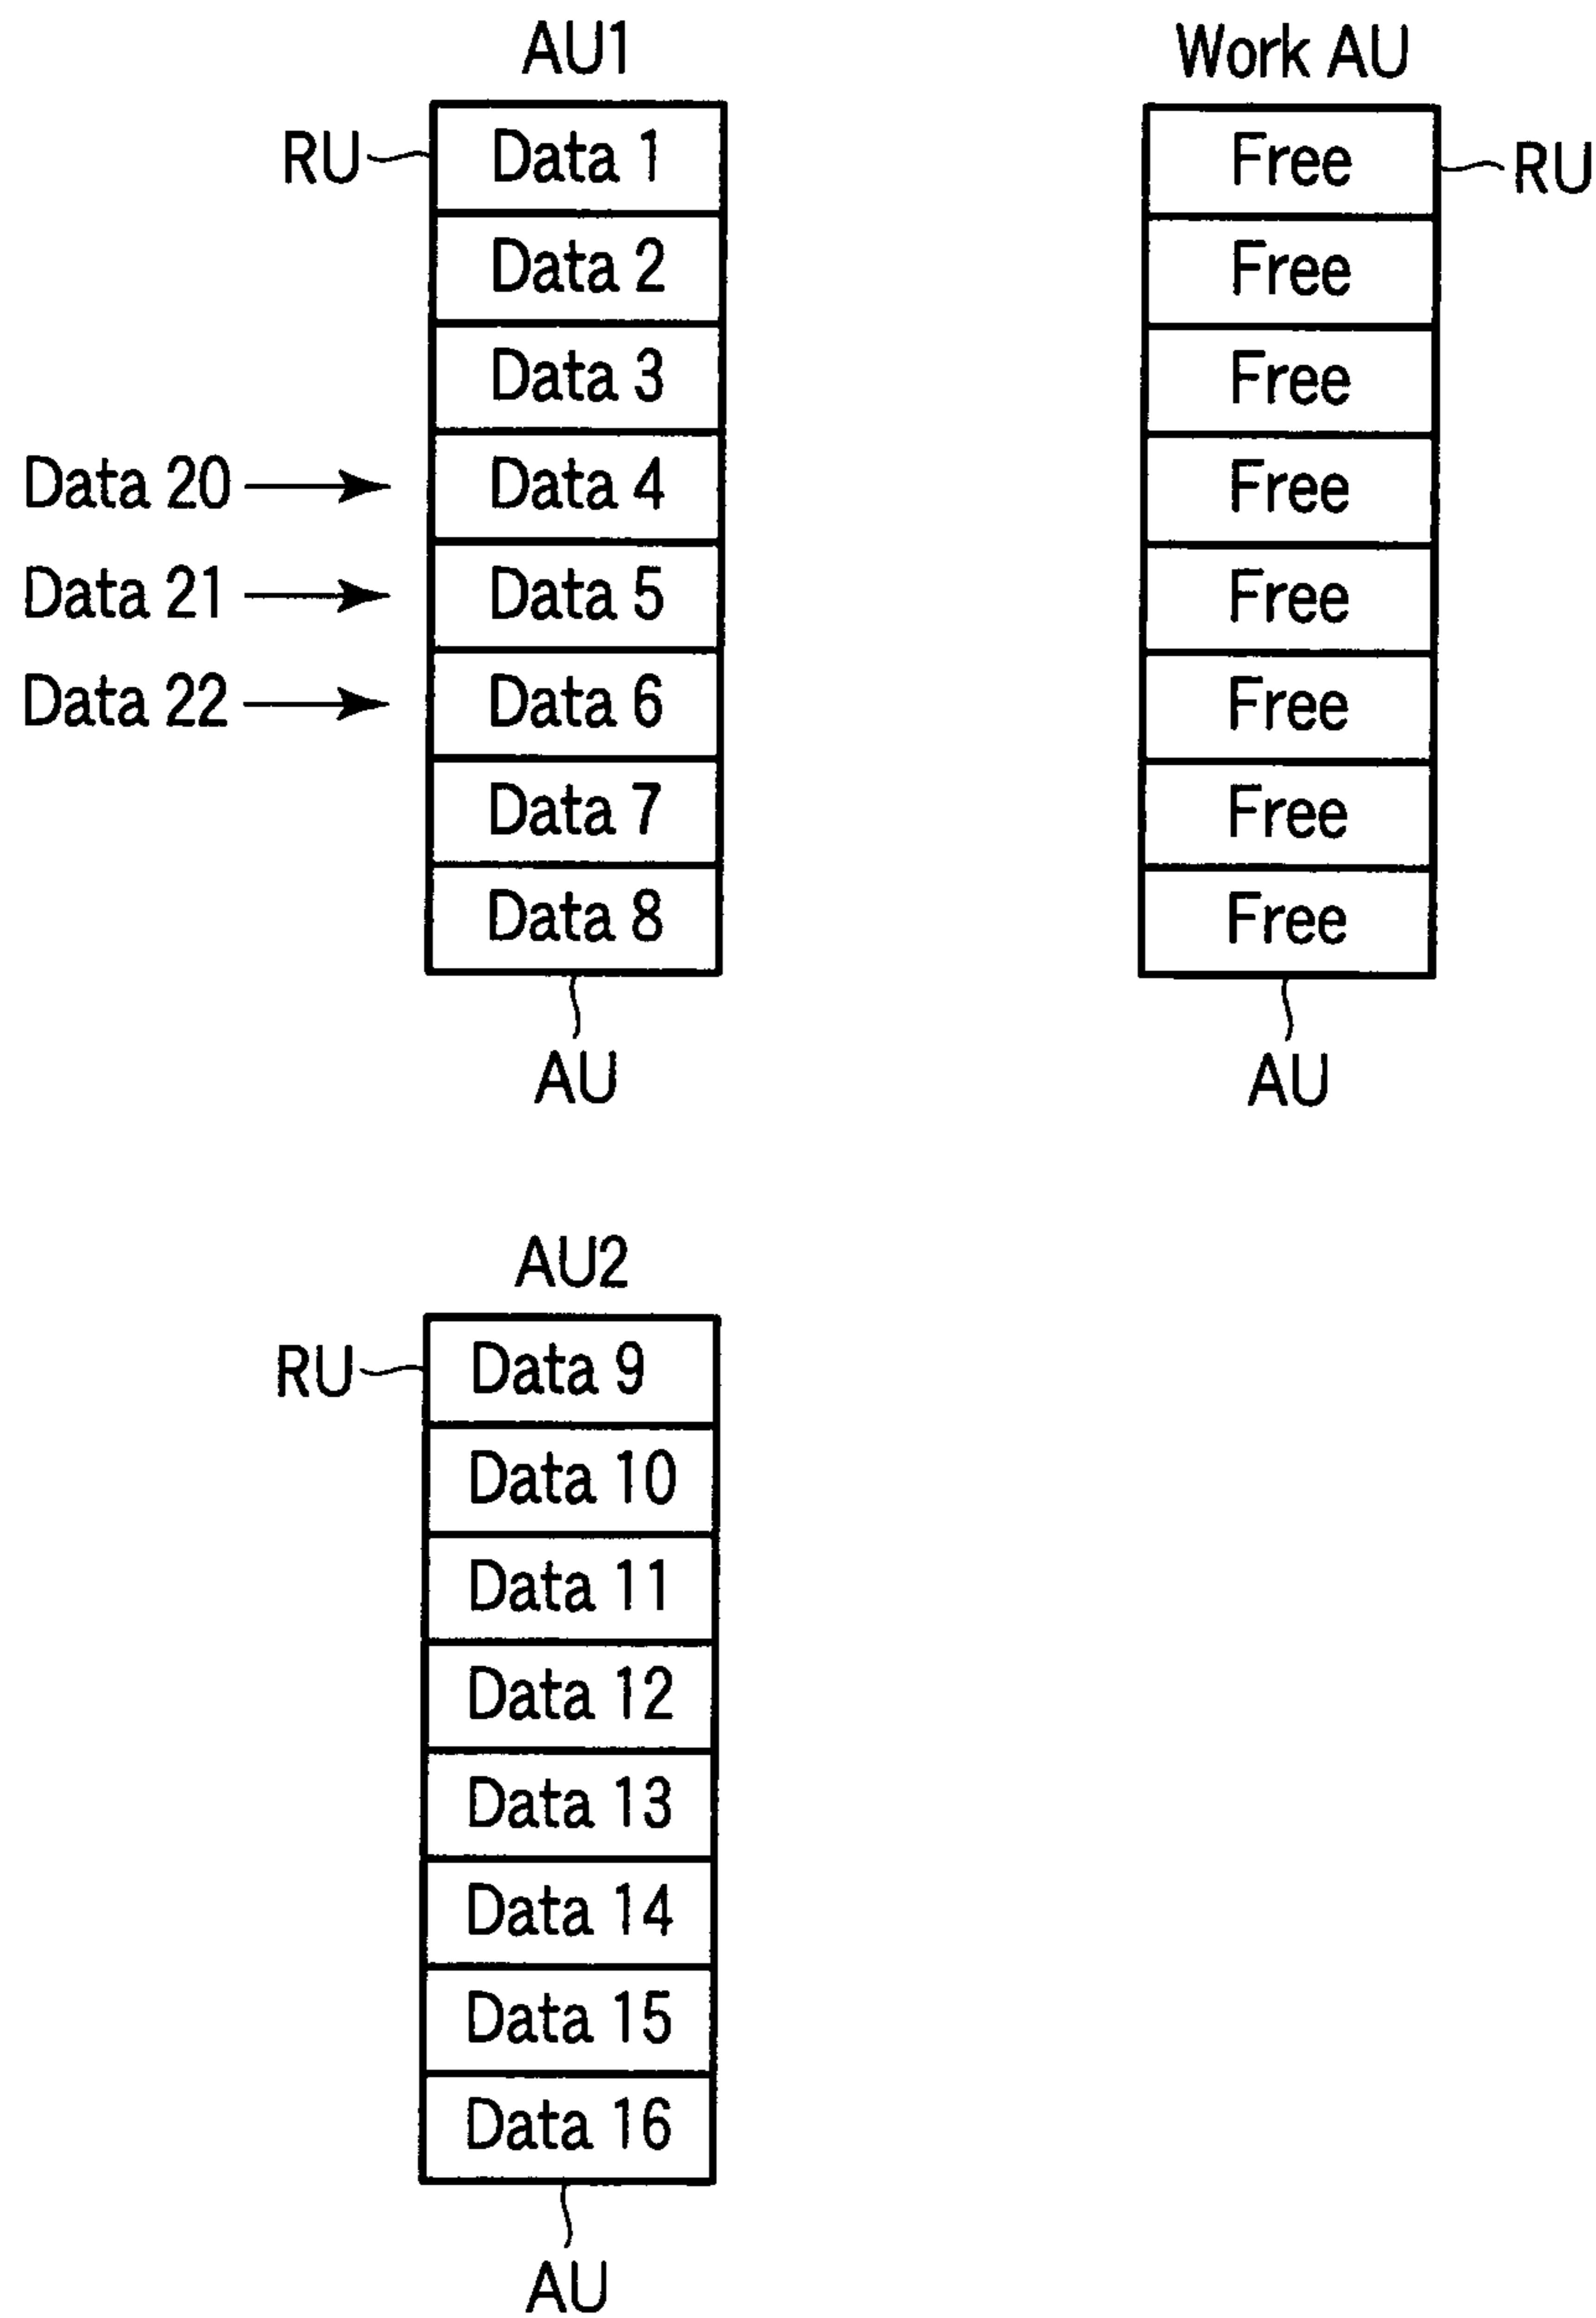 AU1
RU
Data 1
Data 2
Data 3
Data 20
Data 4
Data 21
Data 5
Data 22
Data 6
Data 7
Data 8
AU
Work AU
Free
RU
Free
Free
Free
Free
Free
Free
Free
AU
AU2
RU
Data 9
Data 10
Data 11
Data 12
Data 13
Data 14
Data 15
Data 16
AU